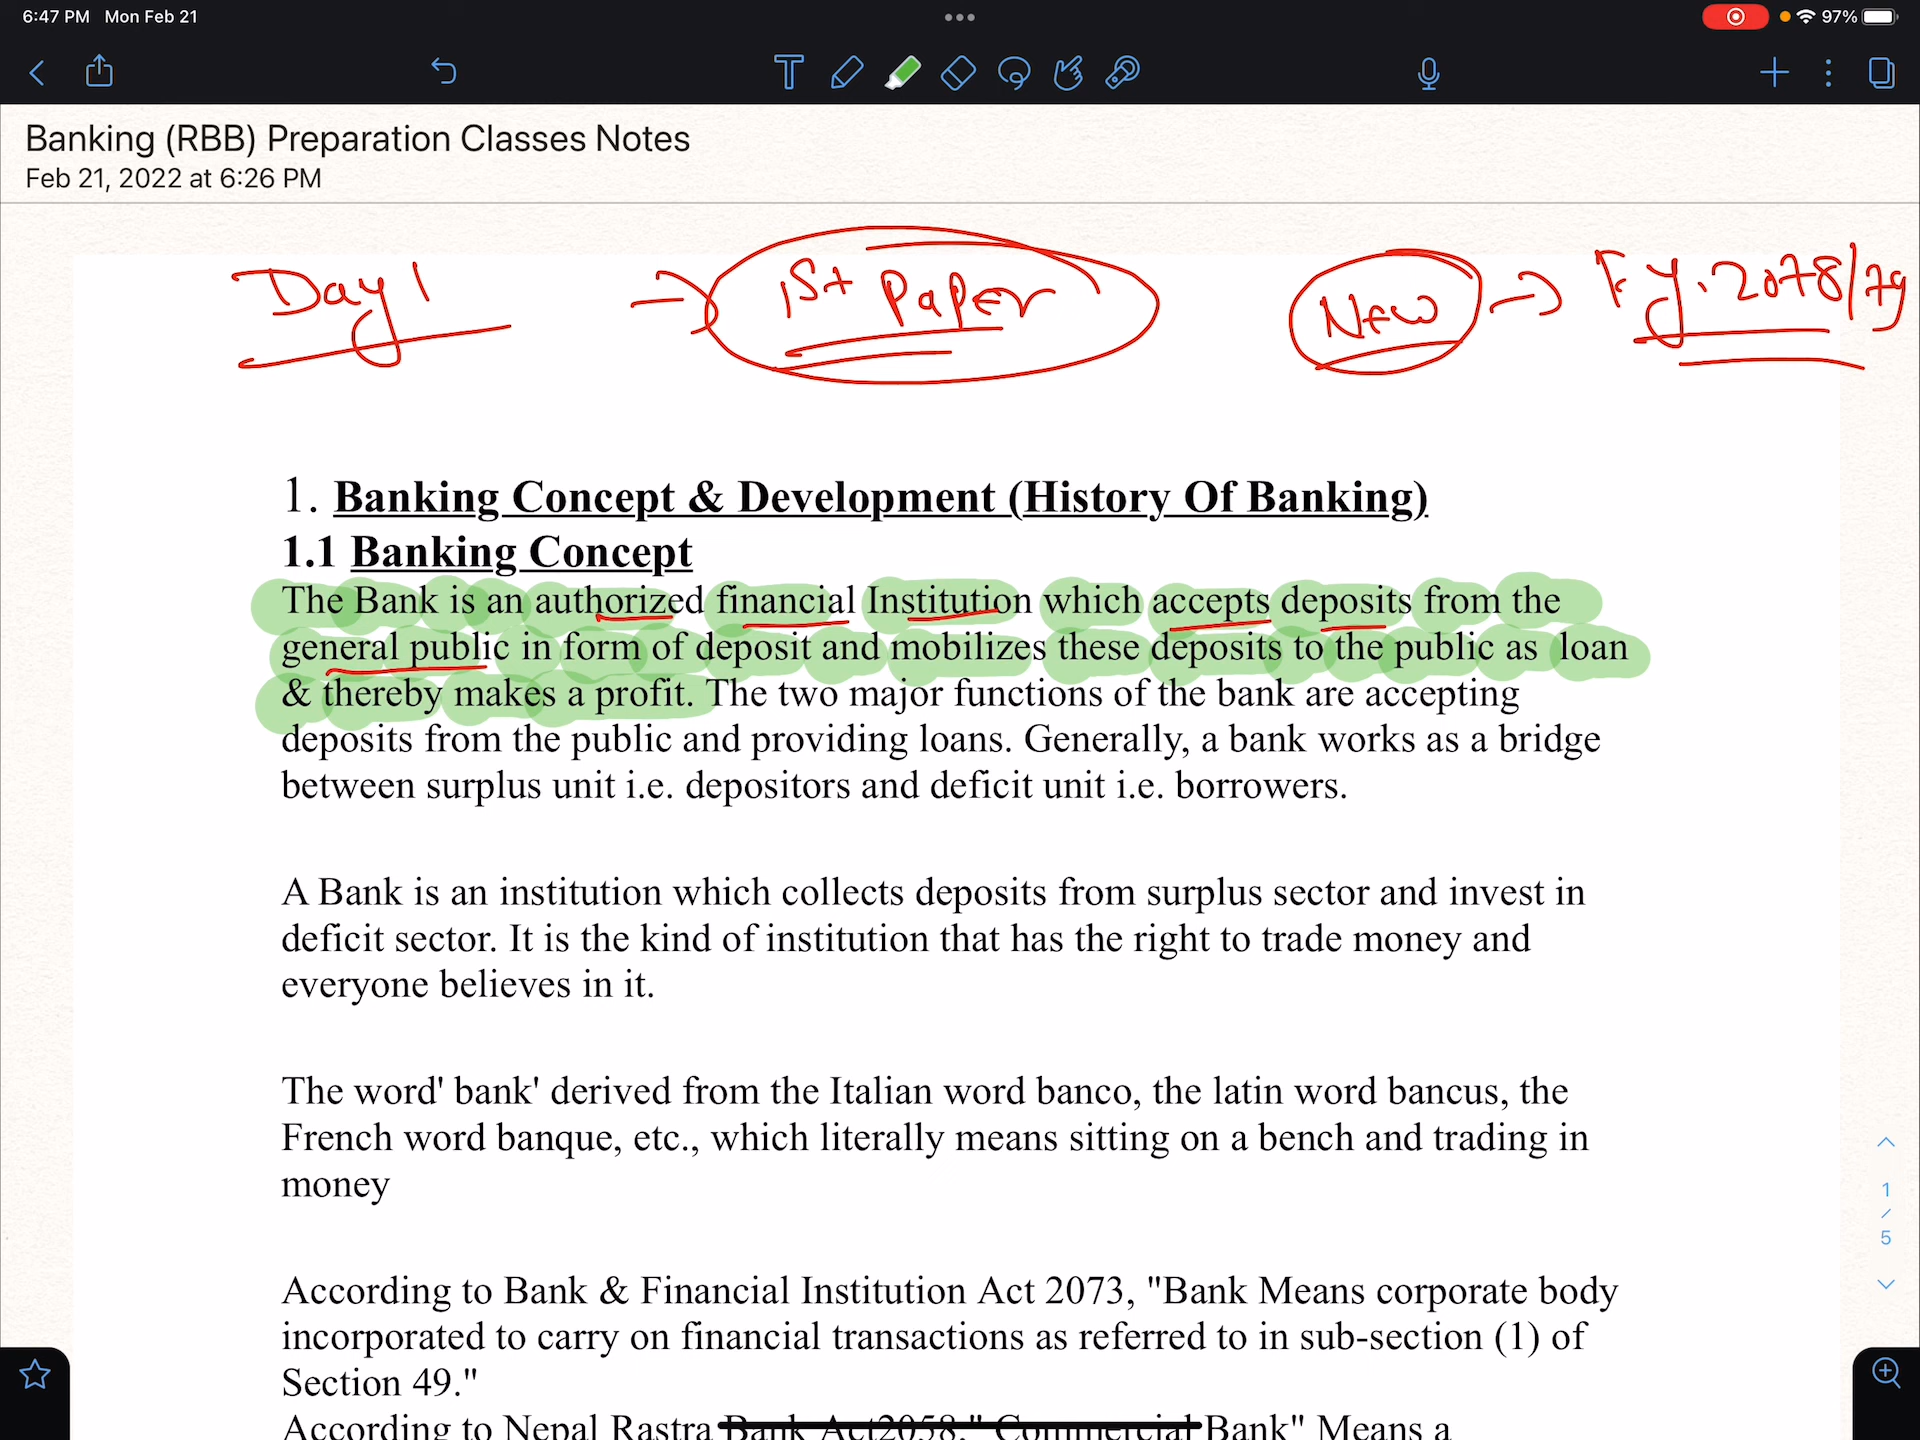 6:47 PM Mon Feb 21
97%
Banking (RBB) Preparation Classes Notes
Feb 21, 2022 at 6:26 PM
Day 1 → 1st Paper New → F.Y. 2078/79
1. Banking Concept & Development (History Of Banking)
1.1 Banking Concept
The Bank is an authorized financial Institution which accepts deposits from the
general public in form of deposit and mobilizes these deposits to the public as loan
& thereby makes a profit. The two major functions of the bank are accepting
deposits from the public and providing loans. Generally, a bank works as a bridge
between surplus unit i.e. depositors and deficit unit i.e. borrowers.
A Bank is an institution which collects deposits from surplus sector and invest in
deficit sector. It is the kind of institution that has the right to trade money and
everyone believes in it.
The word' bank' derived from the Italian word banco, the latin word bancus, the
French word banque, etc., which literally means sitting on a bench and trading in
money
According to Bank & Financial Institution Act 2073, "Bank Means corporate body
incorporated to carry on financial transactions as referred to in sub-section (1) of
Section 49."
According to Nepal Rastra Bank Act2058," Commercial Bank" Means a
1
/
5